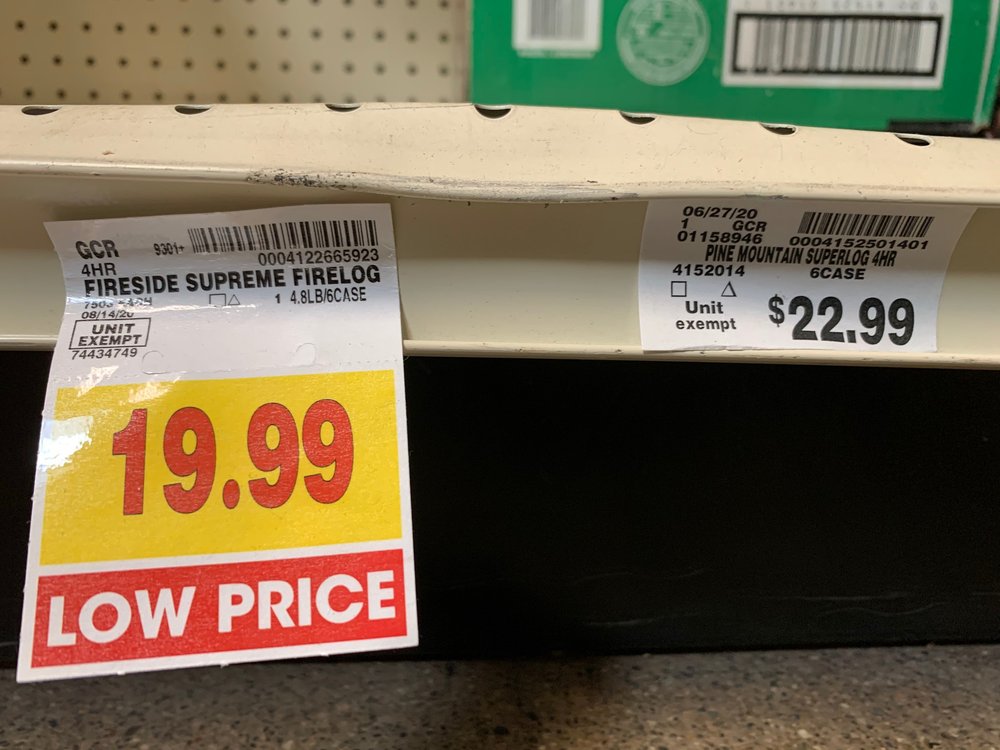 GCR 9301+
0004122665923
4HR
FIRESIDE SUPREME FIRELOG
1 4.8LB/6CASE
08/14/20
UNIT
EXEMPT
74434749
19.99
LOW PRICE
06/27/20
1 GCR
01158946 0004152501401
PINE MOUNTAIN SUPERLOG 4HR
4152014 6CASE
Unit
exempt
$22.99